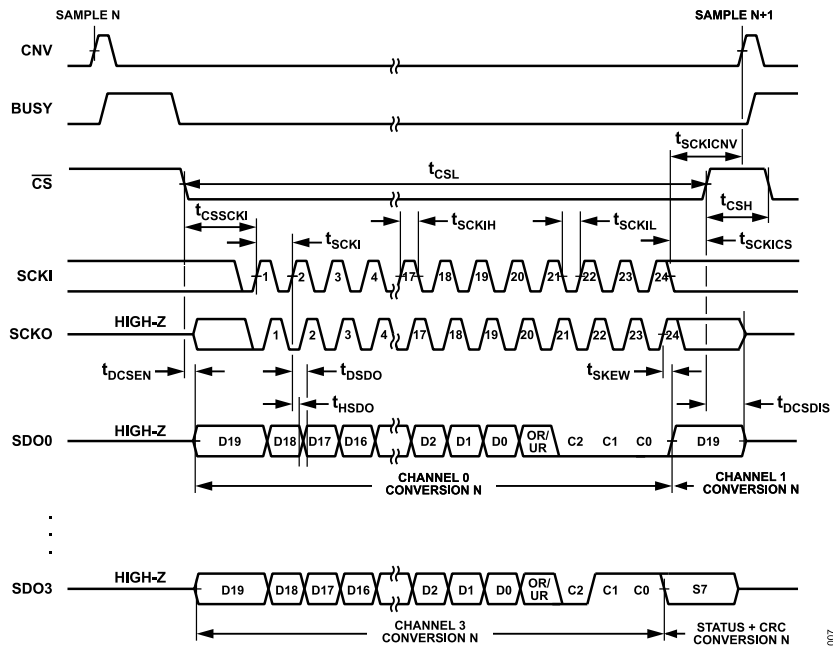 SAMPLE N
SAMPLE N+1
CNV
BUSY
tSCKICNV
CS
tCSL
tCSSCKI
tSCKI
tSCKIH
tSCKIL
tCSH
tSCKICS
SCKI
1 2 3 4 17 18 19 20 21 22 23 24
SCKO
HIGH-Z
1 2 3 4 17 18 19 20 21 22 23 24
tDCSEN
tDSDO
tHSDO
tSKEW
tDCSDIS
SDO0
HIGH-Z
D19 D18 D17 D16 D2 D1 D0 OR/UR C2 C1 C0 D19
CHANNEL 0
CONVERSION N
CHANNEL 1
CONVERSION N
SDO3
HIGH-Z
D19 D18 D17 D16 D2 D1 D0 OR/UR C2 C1 C0 S7
CHANNEL 3
CONVERSION N
STATUS + CRC
CONVERSION N
007